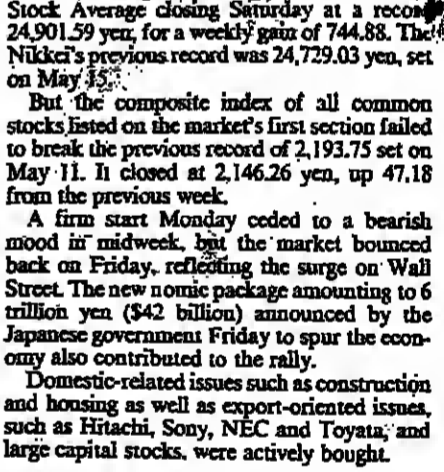 Stock Average closing Saturday at a record
24,901.59 yen, for a weekly gain of 744.88. The
Nikkei's previous record was 24,729.03 yen, set
on May 15.
But the composite index of all common
stocks listed on the market's first section failed
to break the previous record of 2,193.75 set on
May 11. It closed at 2,146.26 yen, up 47.18
from the previous week.
A firm start Monday ceded to a bearish
mood in midweek, but the market bounced
back on Friday, reflecting the surge on Wall
Street. The new nomic package amounting to 6
trillion yen ($42 billion) announced by the
Japanese government Friday to spur the econ-
omy also contributed to the rally.
Domestic-related issues such as construction
and housing as well as export-oriented issues,
such as Hitachi, Sony, NEC and Toyata, and
large capital stocks, were actively bought.